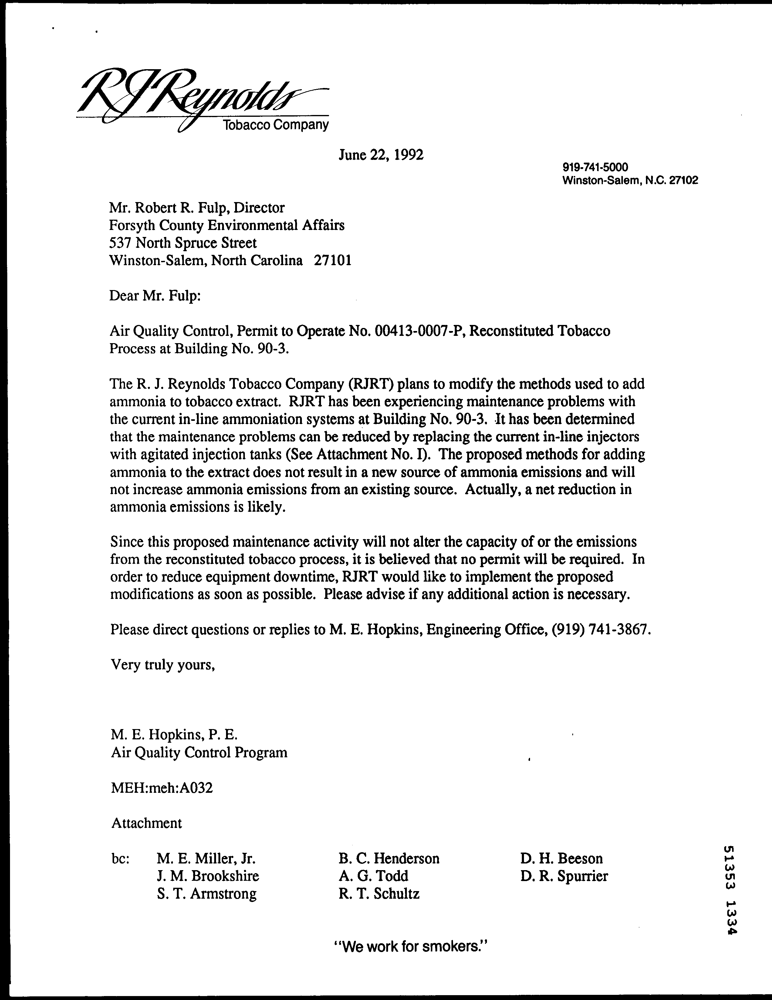 RJReynolds
Tobacco Company
June 22, 1992
919-741-5000
Winston-Salem, N.C. 27102
Mr. Robert R. Fulp, Director
Forsyth County Environmental Affairs
537 North Spruce Street
Winston-Salem, North Carolina 27101
Dear Mr. Fulp:
Air Quality Control, Permit to Operate No. 00413-0007-P, Reconstituted Tobacco
Process at Building No. 90-3.
The R. J. Reynolds Tobacco Company (RJRT) plans to modify the methods used to add
ammonia to tobacco extract. RJRT has been experiencing maintenance problems with
the current in-line ammoniation systems at Building No. 90-3. It has been determined
that the maintenance problems can be reduced by replacing the current in-line injectors
with agitated injection tanks (See Attachment No. I). The proposed methods for adding
ammonia to the extract does not result in a new source of ammonia emissions and will
not increase ammonia emissions from an existing source. Actually, a net reduction in
ammonia emissions is likely.
Since this proposed maintenance activity will not alter the capacity of or the emissions
from the reconstituted tobacco process, it is believed that no permit will be required. In
order to reduce equipment downtime, RJRT would like to implement the proposed
modifications as soon as possible. Please advise if any additional action is necessary.
Please direct questions or replies to M. E. Hopkins, Engineering Office, (919) 741-3867.
Very truly yours,
M. E. Hopkins, P. E.
Air Quality Control Program
MEH:meh:A032
Attachment
bc: M. E. Miller, Jr. B. C. Henderson D. H. Beeson
J. M. Brookshire A. G. Todd D. R. Spurrier
S. T. Armstrong R. T. Schultz
"We work for smokers."
51353 1334